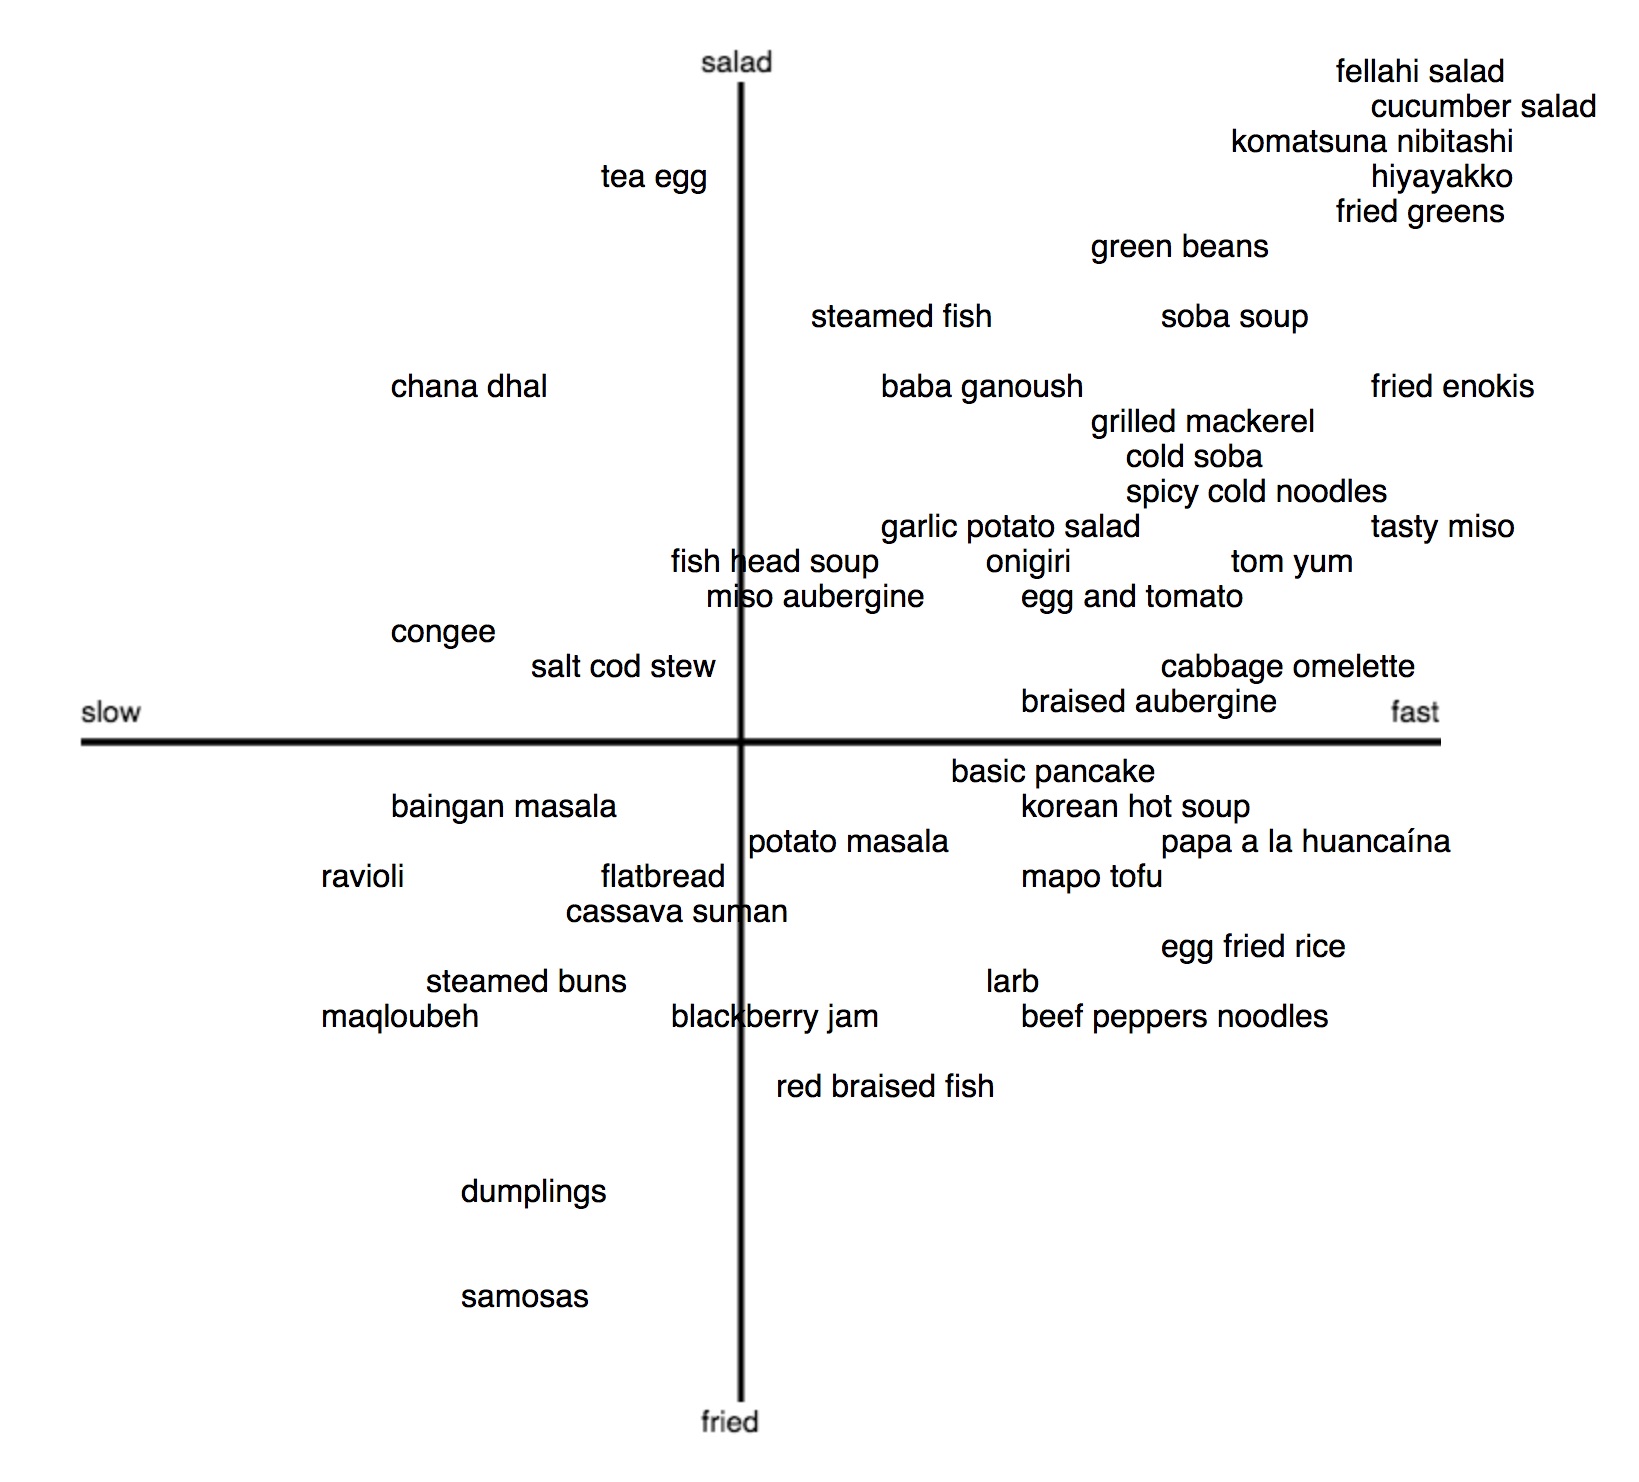 salad
fellahi salad
cucumber salad
komatsuna nibitashi
tea egg
hiyayakko
fried greens
green beans
steamed fish
soba soup
chana dhal
baba ganoush
fried enokis
grilled mackerel
cold soba
spicy cold noodles
garlic potato salad
tasty miso
fish head soup
onigiri
tom yum
miso aubergine
egg and tomato
congee
salt cod stew
cabbage omelette
braised aubergine
slow
fast
basic pancake
baingan masala
korean hot soup
potato masala
papa a la huancaína
ravioli
flatbread
mapo tofu
cassava suman
egg fried rice
steamed buns
larb
maqloubeh
blackberry jam
beef peppers noodles
red braised fish
dumplings
samosas
fried